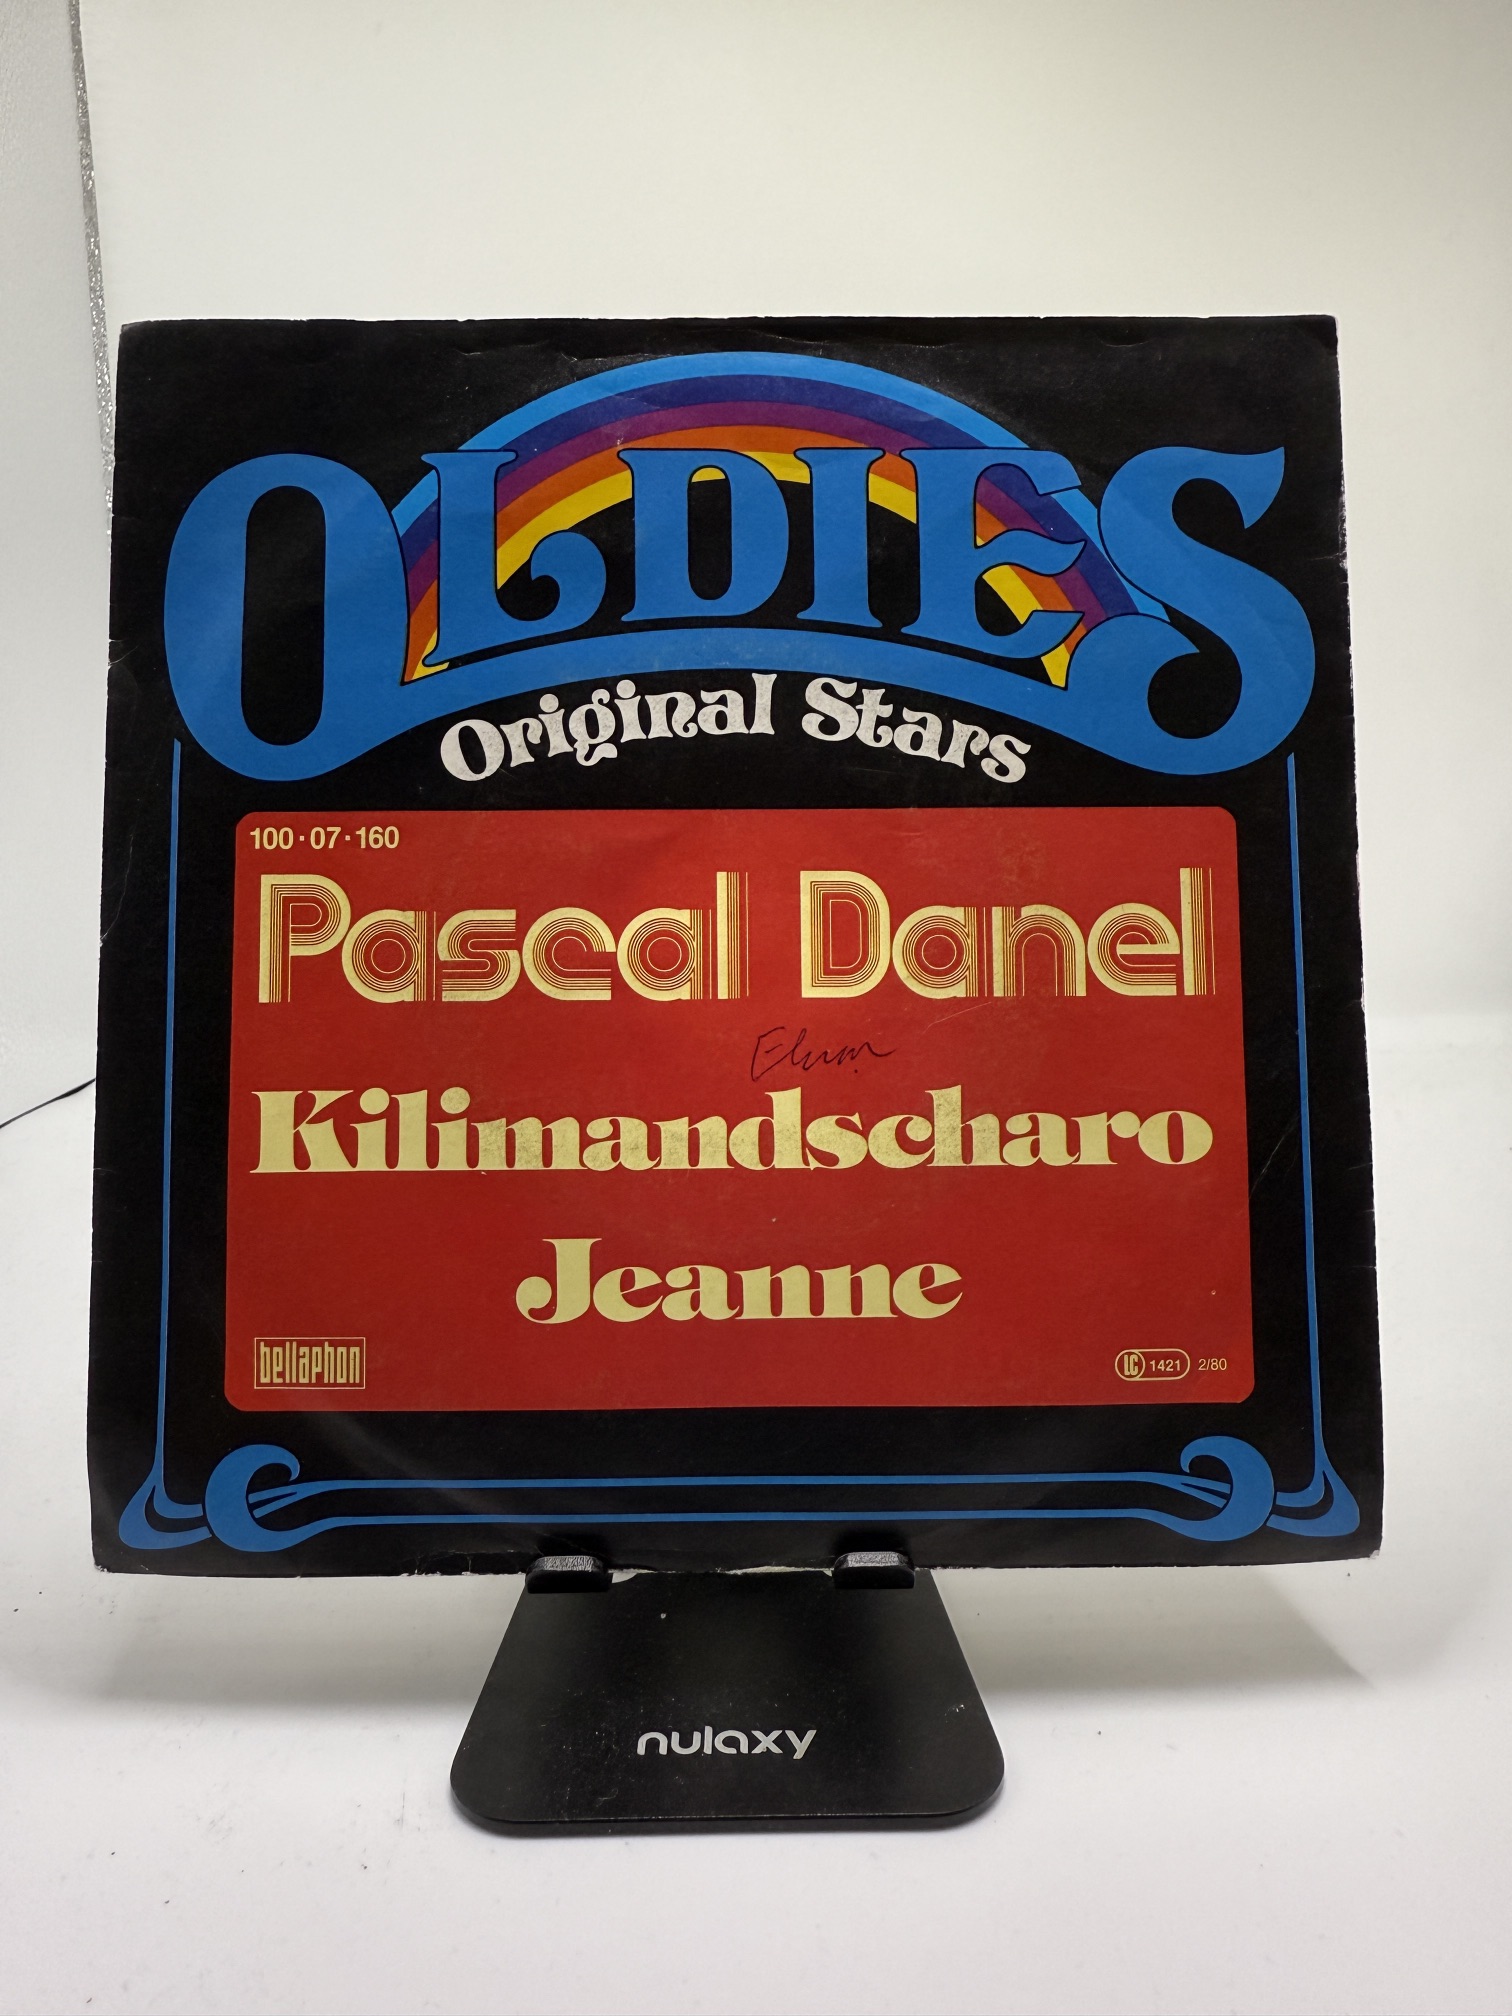 OLDIES
Original Stars
100·07·160
Pascal Danel
Kilimandscharo
Jeanne
bellaphon
LC 1421 2/80
nulaxy